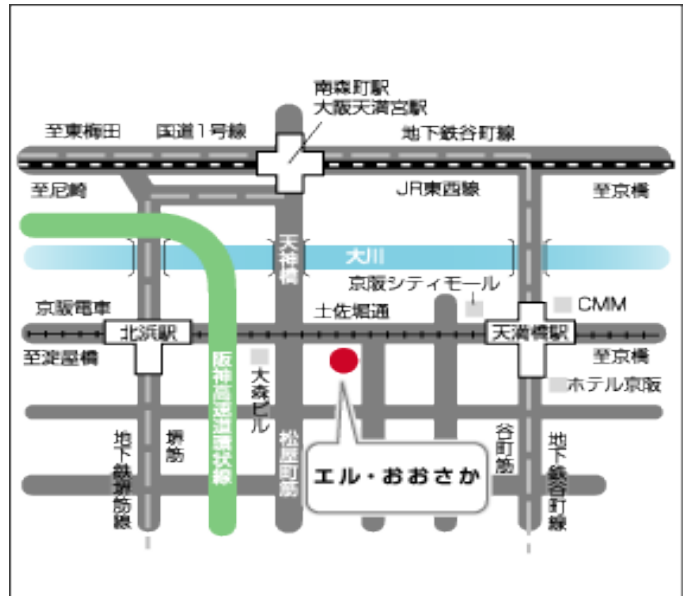 南森町駅
大阪天満宮駅
至東梅田
国道1号線
地下鉄谷町線
至尼崎
JR東西線
至京橋
天神橋
大川
京阪シティモール
京阪電車
土佐堀通
CMM
北浜駅
天満橋駅
至淀屋橋
至京橋
大森ビル
ホテル京阪
阪神高速道環状線
地下鉄堺筋線
堺筋
松屋町筋
エル・おおさか
谷町筋
地下鉄谷町線